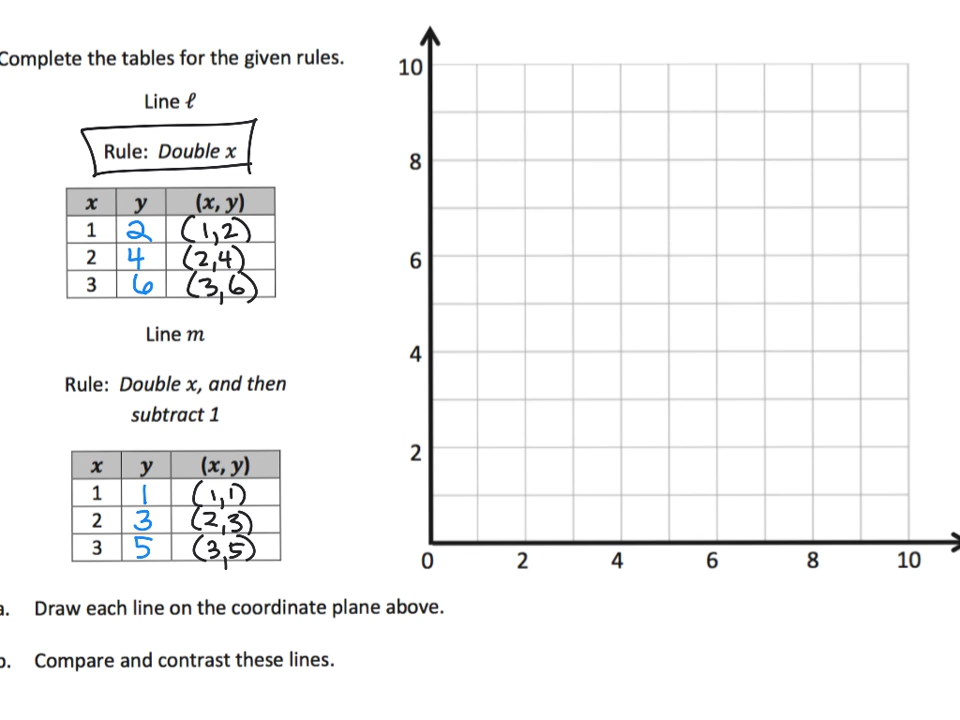 Complete the tables for the given rules.
Line ℓ
Rule: Double x
x y (x, y)
1 2 (1,2)
2 4 (2,4)
3 6 (3,6)
Line m
Rule: Double x, and then
subtract 1
x y (x, y)
1 1 (1,1)
2 3 (2,3)
3 5 (3,5)
10
8
6
4
2
0 2 4 6 8 10
a. Draw each line on the coordinate plane above.
b. Compare and contrast these lines.